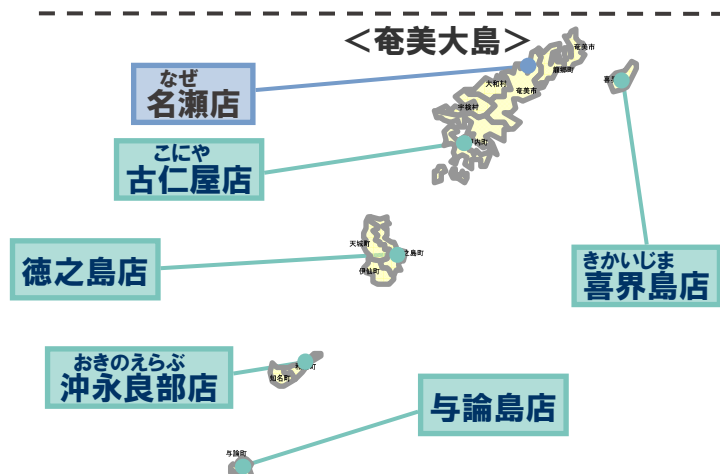 ＜奄美大島＞
奄美市
龍郷町
大和村
奄美市
宇検村
なぜ
名瀬店
こにや
古仁屋店
天城町
伊仙町
徳之島店
きかいじま
喜界島店
おきのえらぶ
沖永良部店
知名町
与論島店
与論町